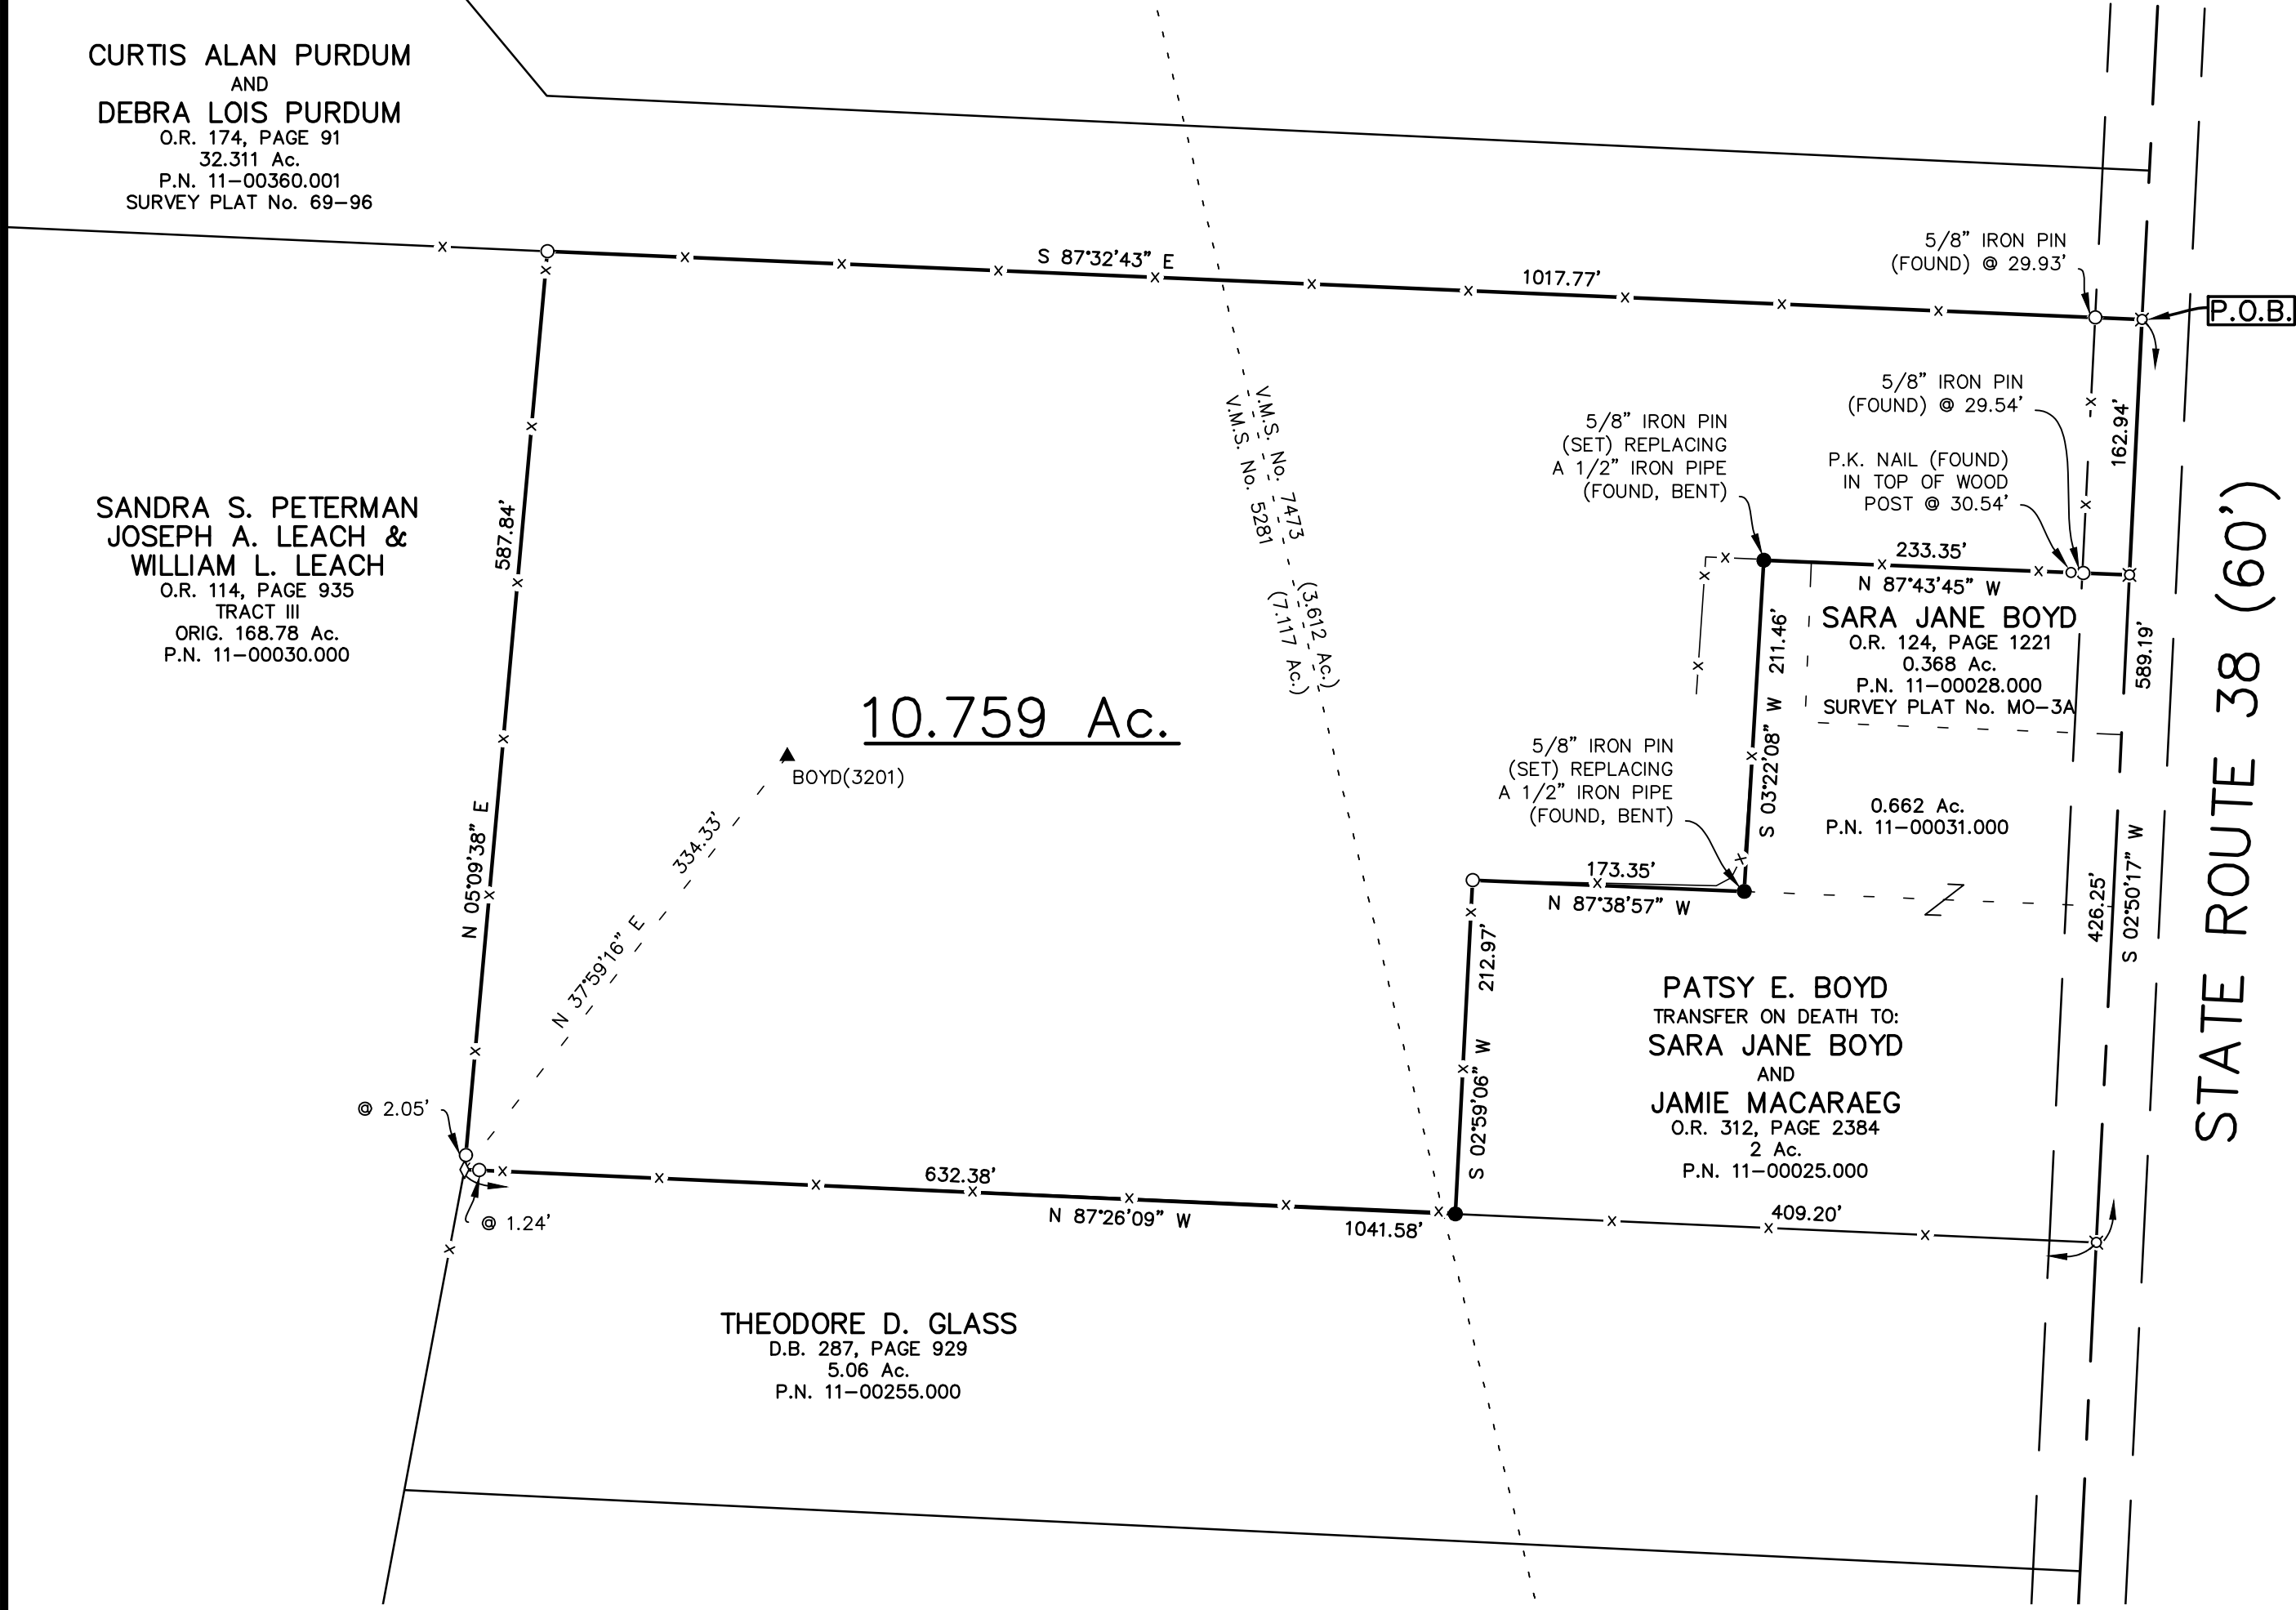 CURTIS ALAN PURDUM
AND
DEBRA LOIS PURDUM
O.R. 174, PAGE 91
32.311 Ac.
P.N. 11-00360.001
SURVEY PLAT No. 69-96
S 87°32'43" E
1017.77'
5/8" IRON PIN
(FOUND) @ 29.93'
P.O.B.
5/8" IRON PIN
(FOUND) @ 29.54'
P.K. NAIL (FOUND)
IN TOP OF WOOD
POST @ 30.54'
5/8" IRON PIN
(SET) REPLACING
A 1/2" IRON PIPE
(FOUND, BENT)
162.94'
V.M.S. No. 7473 (3.612 Ac.)
V.M.S. No. 5281 (7.117 Ac.)
SANDRA S. PETERMAN
JOSEPH A. LEACH &
WILLIAM L. LEACH
O.R. 114, PAGE 935
TRACT III
ORIG. 168.78 Ac.
P.N. 11-00030.000
587.84'
N 05°09'38" E
233.35'
N 87°43'45" W
SARA JANE BOYD
O.R. 124, PAGE 1221
0.368 Ac.
P.N. 11-00028.000
SURVEY PLAT No. MO-3A
S 03°22'08" W 211.46'
589.19'
STATE ROUTE 38 (60')
10.759 Ac.
BOYD(3201)
N 37°59'16" E 334.33'
5/8" IRON PIN
(SET) REPLACING
A 1/2" IRON PIPE
(FOUND, BENT)
0.662 Ac.
P.N. 11-00031.000
173.35'
N 87°38'57" W
426.25'
S 02°50'17" W
S 02°59'06" W 212.97'
PATSY E. BOYD
TRANSFER ON DEATH TO:
SARA JANE BOYD
AND
JAMIE MACARAEG
O.R. 312, PAGE 2384
2 Ac.
P.N. 11-00025.000
@ 2.05'
@ 1.24'
632.38'
N 87°26'09" W
1041.58'
409.20'
THEODORE D. GLASS
D.B. 287, PAGE 929
5.06 Ac.
P.N. 11-00255.000